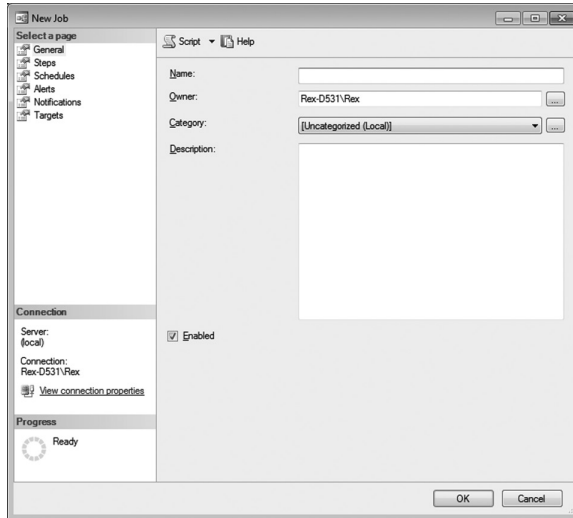 New Job
Select a page
General
Steps
Schedules
Alerts
Notifications
Targets
Script
Help
Name:
Owner:
Rex-D531\Rex
...
Category:
[Uncategorized (Local)]
...
Description:
Enabled
Connection
Server:
(local)
Connection:
Rex-D531\Rex
View connection properties
Progress
Ready
OK
Cancel